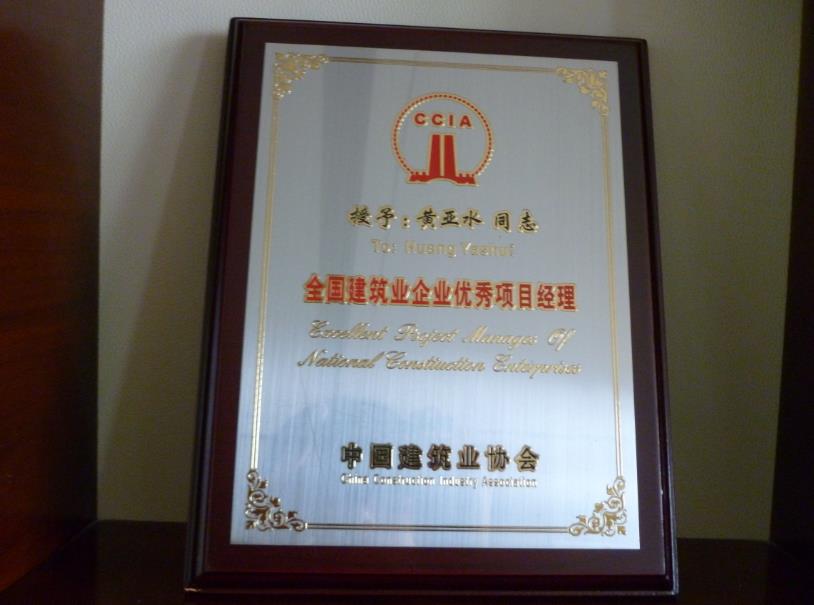 CCIA
授予：黄亚水 同志
To: Huang Yashui
全国建筑业企业优秀项目经理
Excellent Project Manager Of
National Constiuction Enterprises
中国建筑业协会
China Construction Industry Association